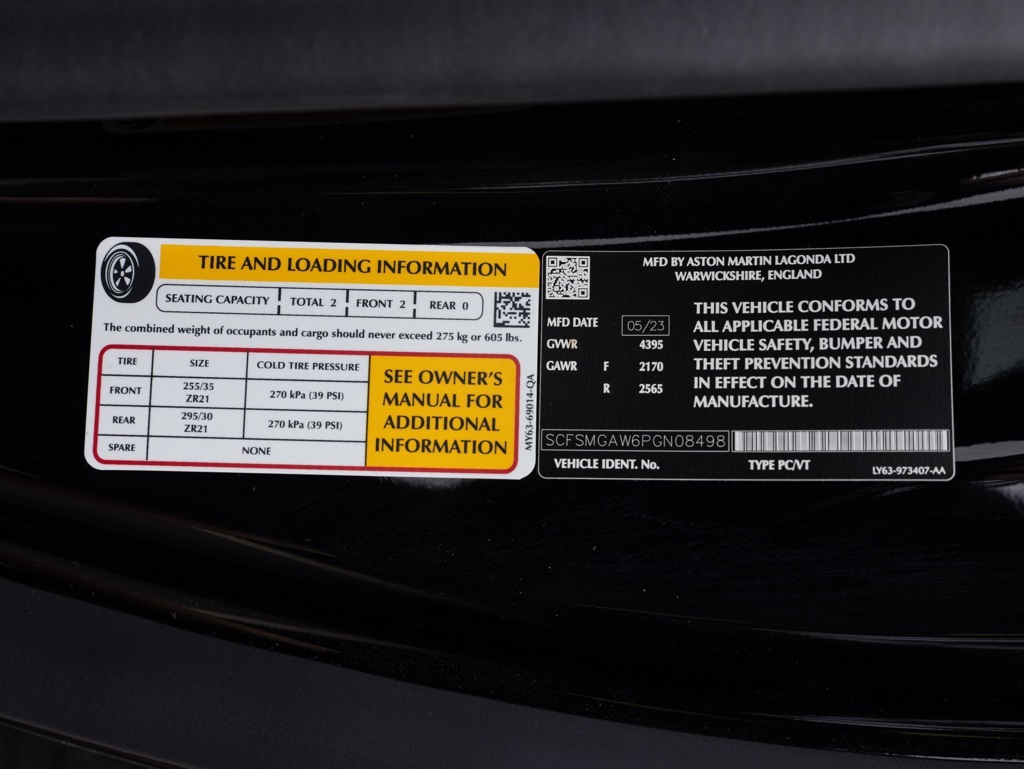 TIRE AND LOADING INFORMATION
SEATING CAPACITY TOTAL 2 FRONT 2 REAR 0
The combined weight of occupants and cargo should never exceed 275 kg or 605 lbs.
TIRE SIZE COLD TIRE PRESSURE
FRONT 255/35 ZR21 270 kPa (39 PSI)
REAR 295/30 ZR21 270 kPa (39 PSI)
SPARE NONE
SEE OWNER'S
MANUAL FOR
ADDITIONAL
INFORMATION
MY63-69014-QA
MFD BY ASTON MARTIN LAGONDA LTD
WARWICKSHIRE, ENGLAND
MFD DATE 05/23
GVWR 4395
GAWR F 2170
R 2565
THIS VEHICLE CONFORMS TO
ALL APPLICABLE FEDERAL MOTOR
VEHICLE SAFETY, BUMPER AND
THEFT PREVENTION STANDARDS
IN EFFECT ON THE DATE OF
MANUFACTURE.
SCFSMGAW6PGN08498
VEHICLE IDENT. No. TYPE PC/VT LY63-973407-AA